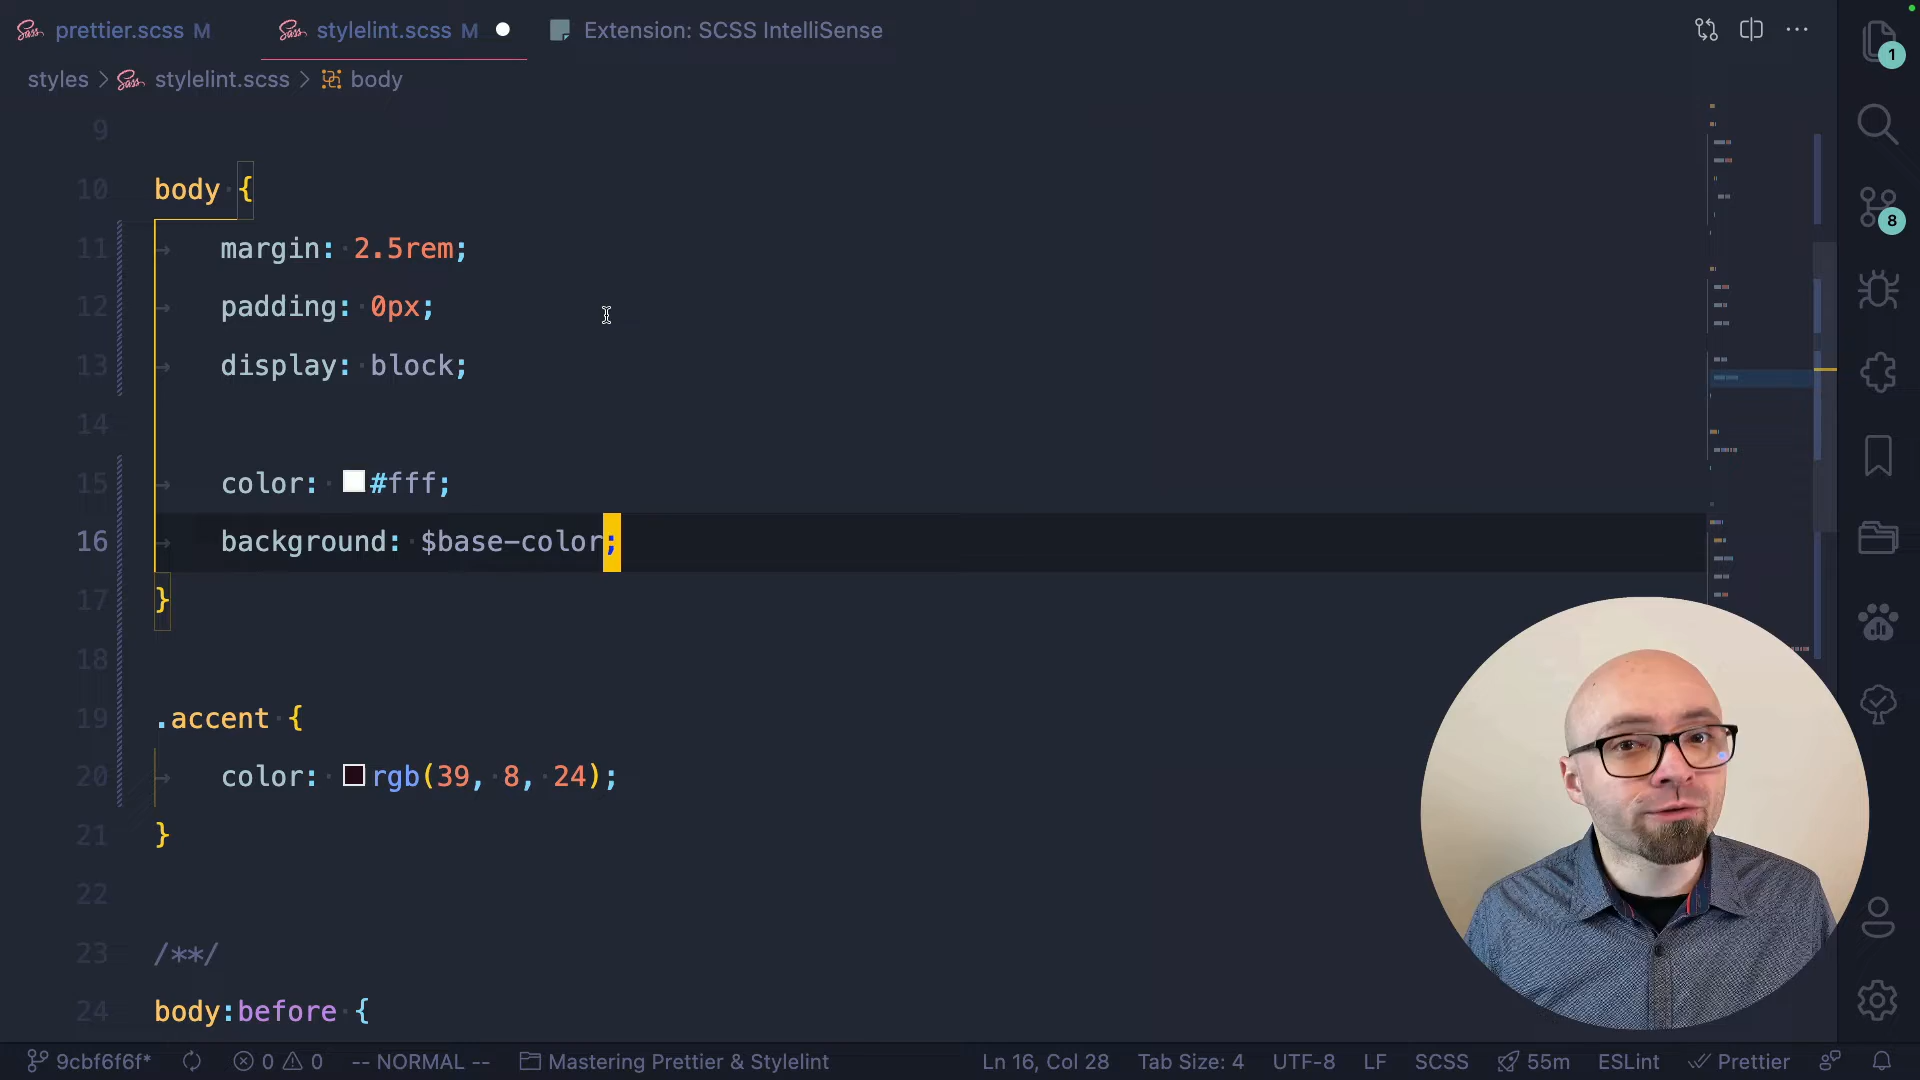 prettier.scss M
stylelint.scss M
Extension: SCSS IntelliSense
styles > stylelint.scss > body
9
10 body {
11 margin: 2.5rem;
12 padding: 0px;
13 display: block;
14
15 color: #fff;
16 background: $base-color;
17 }
18
19 .accent {
20 color: rgb(39, 8, 24);
21 }
22
23 /**/
24 body:before {
1
8
9cbf6f6f* 0 0 -- NORMAL -- Mastering Prettier & Stylelint Ln 16, Col 28 Tab Size: 4 UTF-8 LF SCSS 55m ESLint Prettier